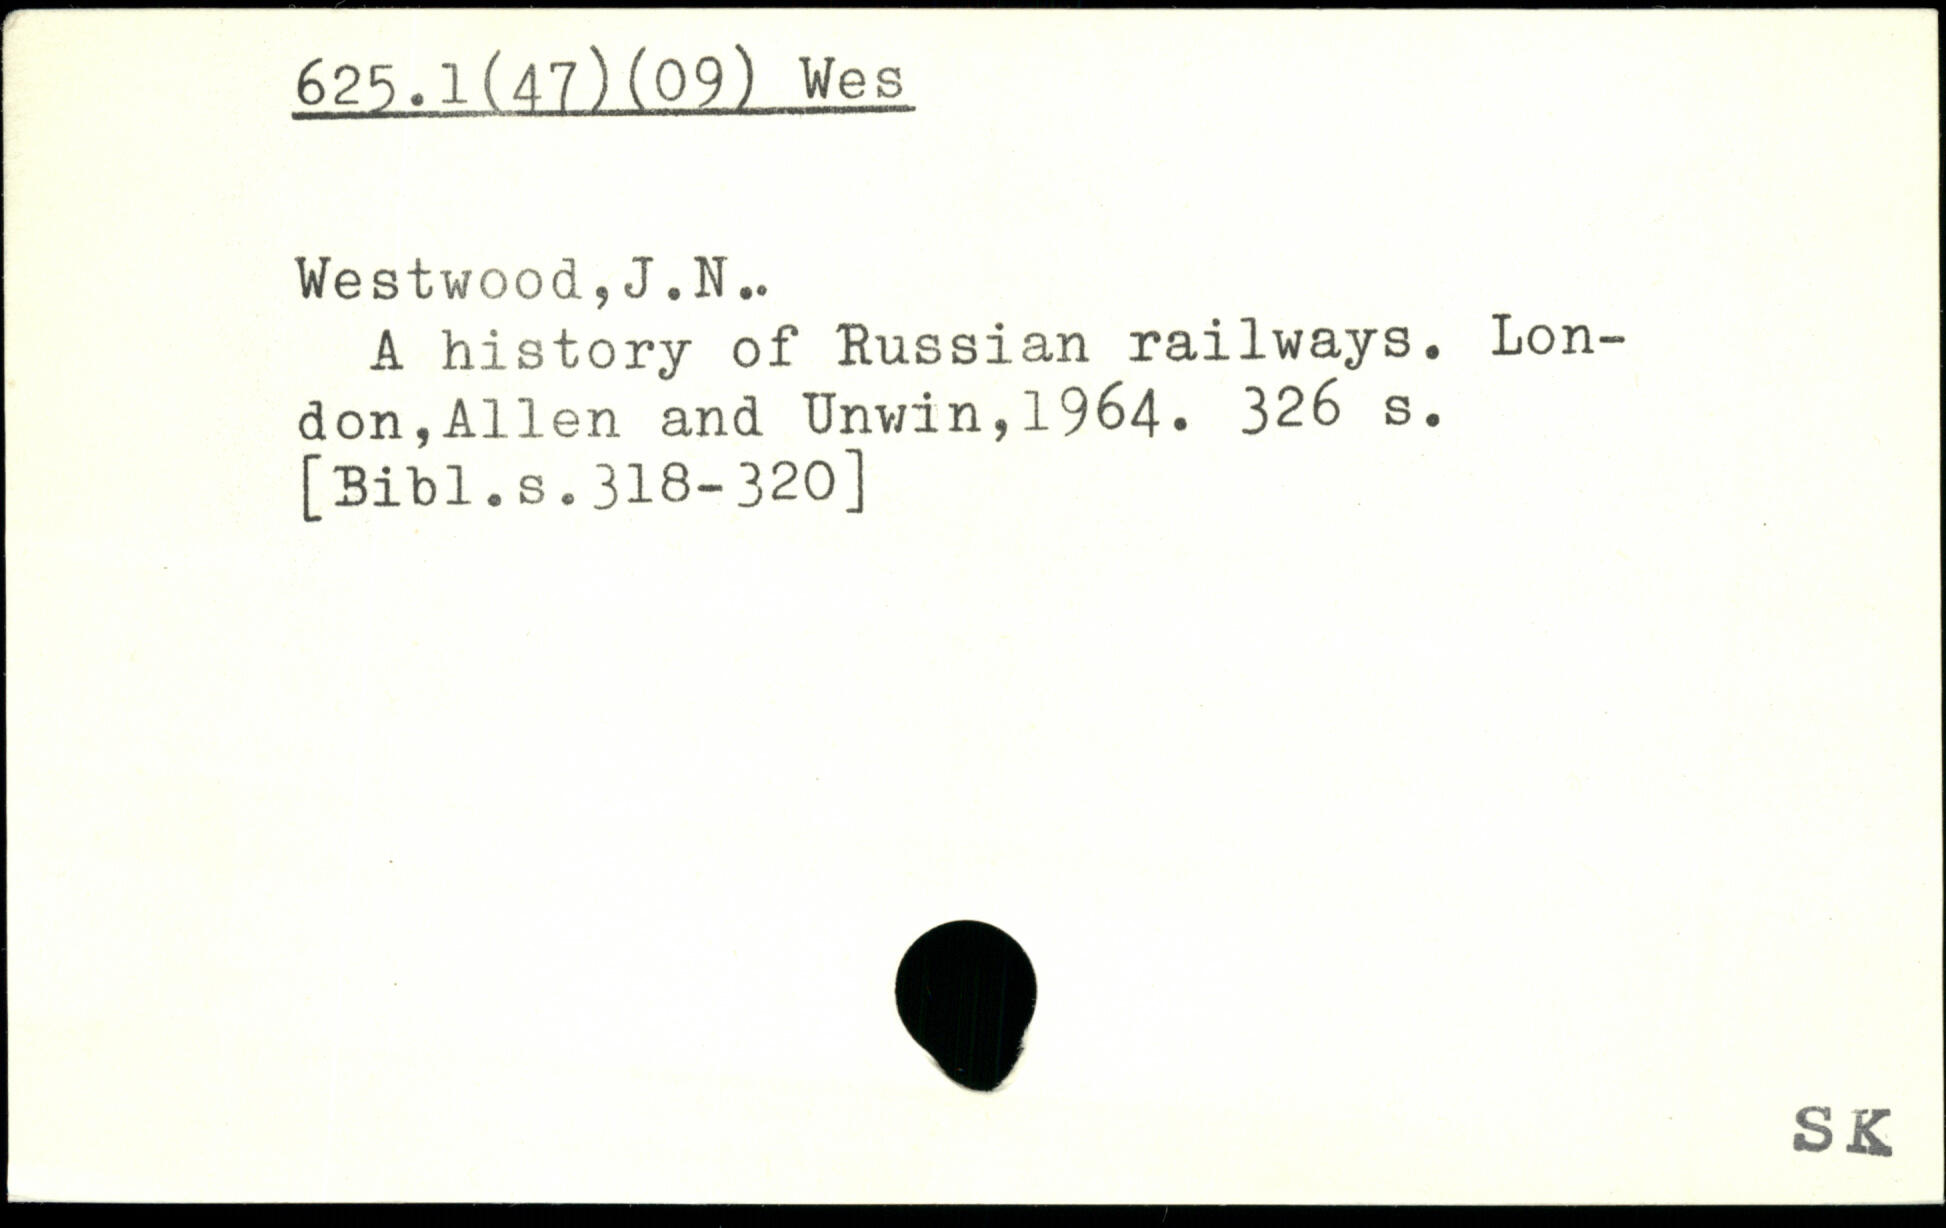 625.1(47)(09) Wes
Westwood,J.N..
A history of Russian railways. Lon-
don,Allen and Unwin,1964. 326 s.
[Bibl.s.318-320]
SK